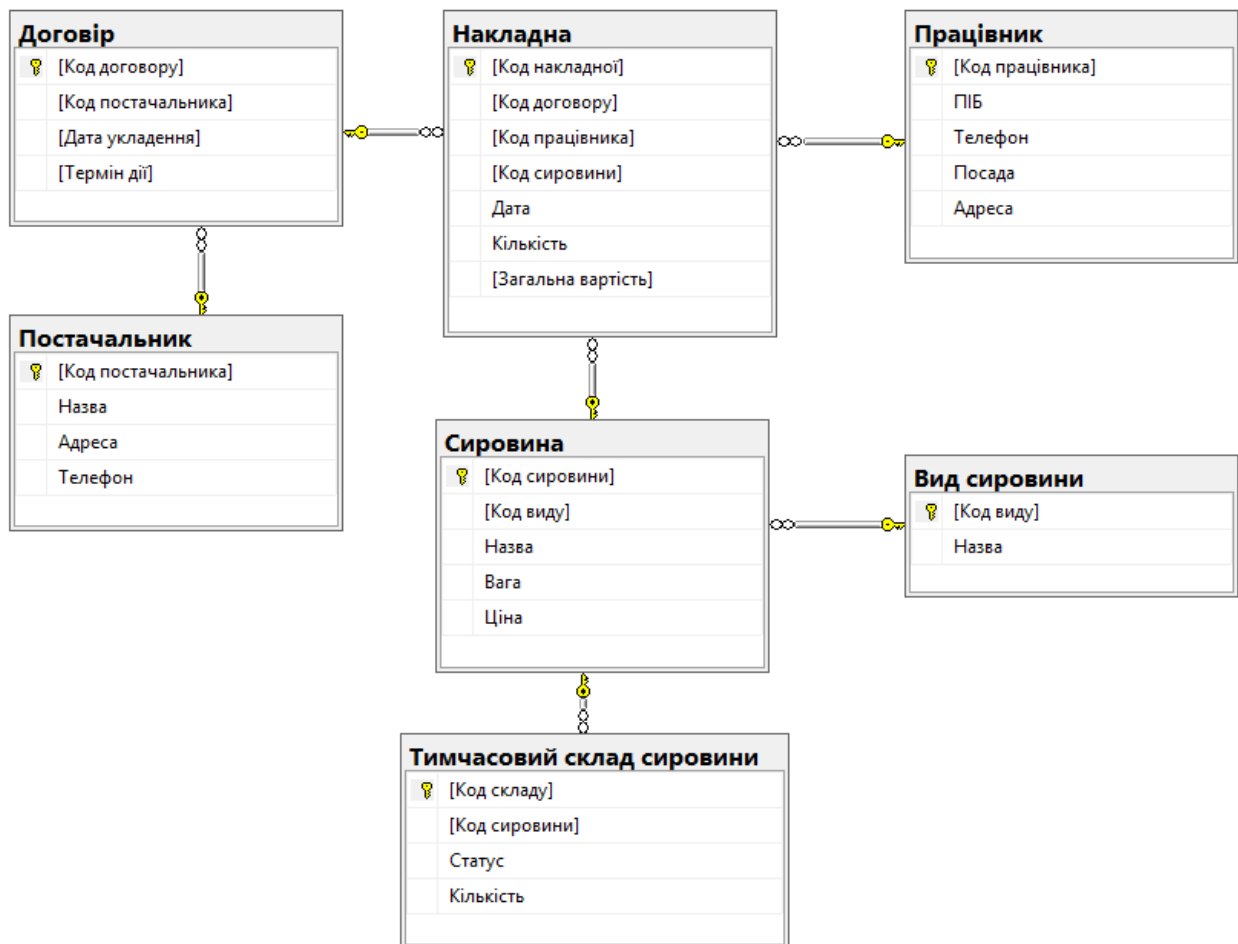 Договір
[Код договору]
[Код постачальника]
[Дата укладення]
[Термін дії]
Накладна
[Код накладної]
[Код договору]
[Код працівника]
[Код сировини]
Дата
Кількість
[Загальна вартість]
Працівник
[Код працівника]
ПІБ
Телефон
Посада
Адреса
Постачальник
[Код постачальника]
Назва
Адреса
Телефон
Сировина
[Код сировини]
[Код виду]
Назва
Вага
Ціна
Вид сировини
[Код виду]
Назва
Тимчасовий склад сировини
[Код складу]
[Код сировини]
Статус
Кількість